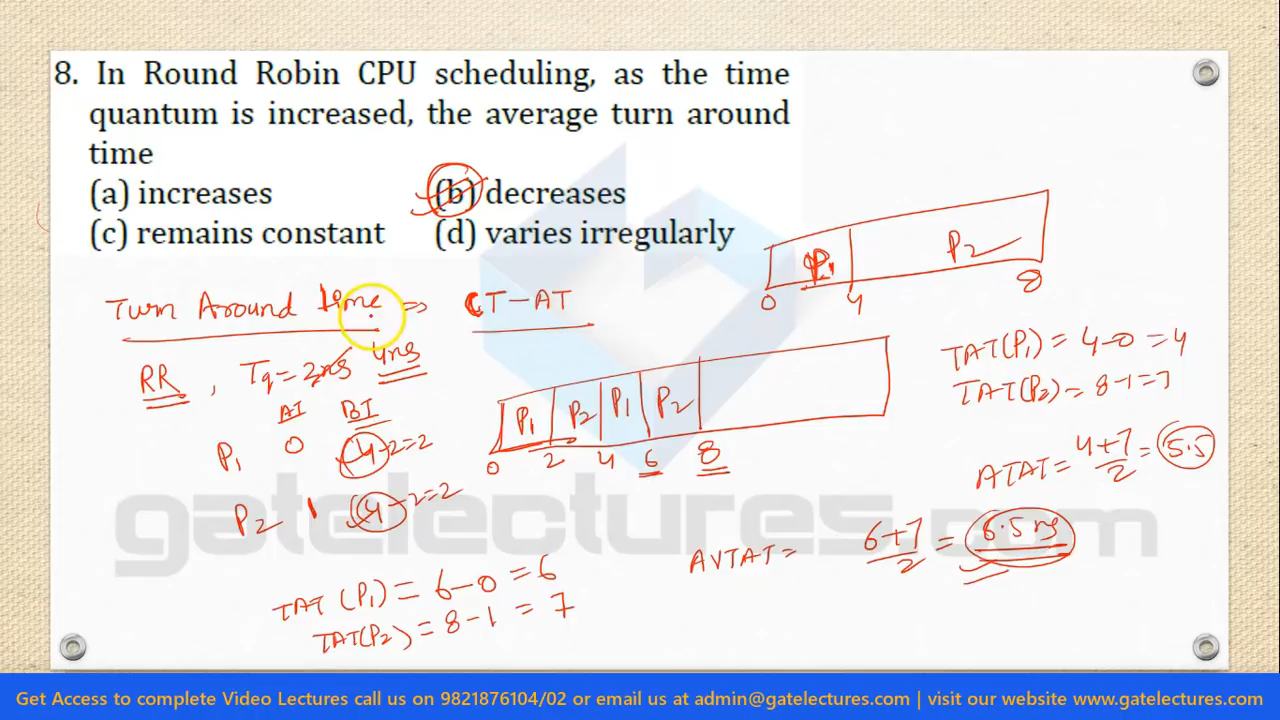 8. In Round Robin CPU scheduling, as the time
quantum is increased, the average turn around
time
(a) increases (b) decreases
(c) remains constant (d) varies irregularly
P1 P2
0 4 8
Turn Around time => CT-AT
RR, Tq= 2ns 4ns
AT BT
P1 0 4-2=2
P2 1 4-2=2
P1 P2 P1 P2
0 2 4 6 8
TAT(P1) = 4-0 = 4
TAT(P2) = 8-1=7
ATAT = 4+7/2 = 5.5
gatelectures.com
AVTAT = 6+7/2 = 6.5 ns
TAT(P1) = 6-0 = 6
TAT(P2) = 8-1 = 7
Get Access to complete Video Lectures call us on 9821876104/02 or email us at admin@gatelectures.com | visit our website www.gatelectures.com